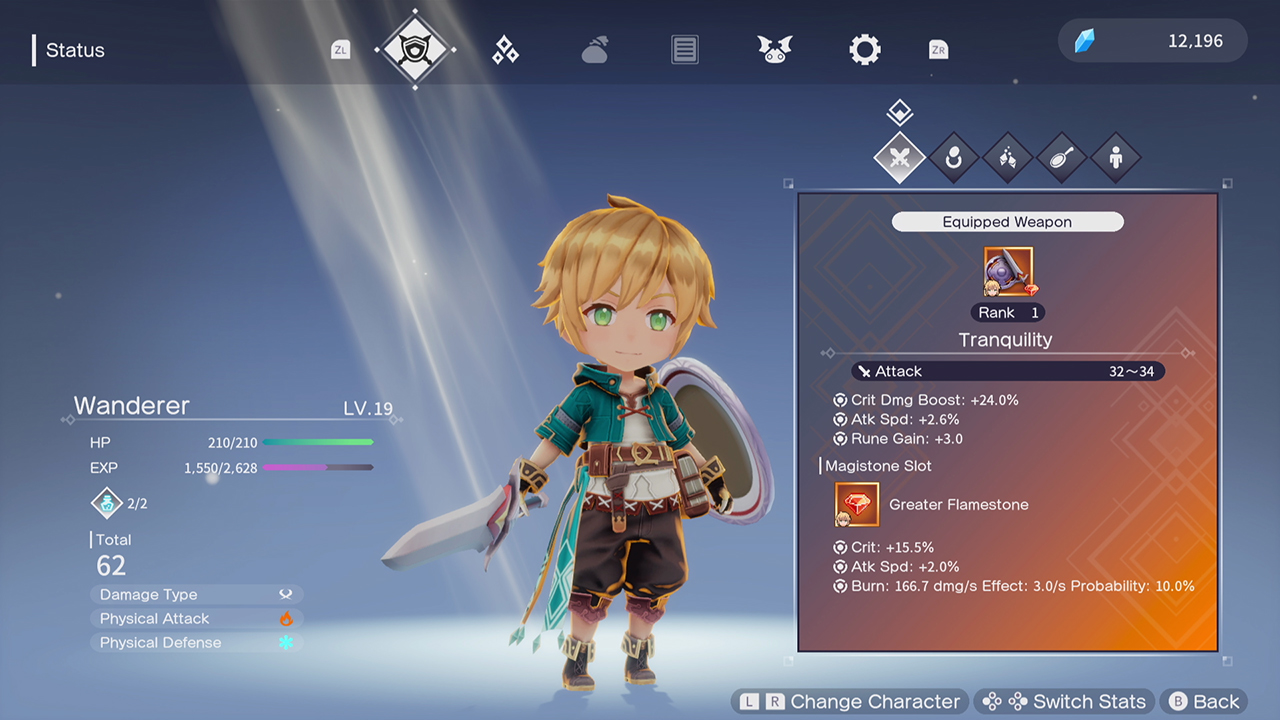 Status
ZL
ZR
12,196
Equipped Weapon
Rank 1
Tranquility
Attack 32～34
Crit Dmg Boost: +24.0%
Atk Spd: +2.6%
Rune Gain: +3.0
Magistone Slot
Greater Flamestone
Crit: +15.5%
Atk Spd: +2.0%
Burn: 166.7 dmg/s Effect: 3.0/s Probability: 10.0%
Wanderer LV.19
HP 210/210
EXP 1,550/2,628
2/2
Total
62
Damage Type
Physical Attack
Physical Defense
L R Change Character
Switch Stats
B Back